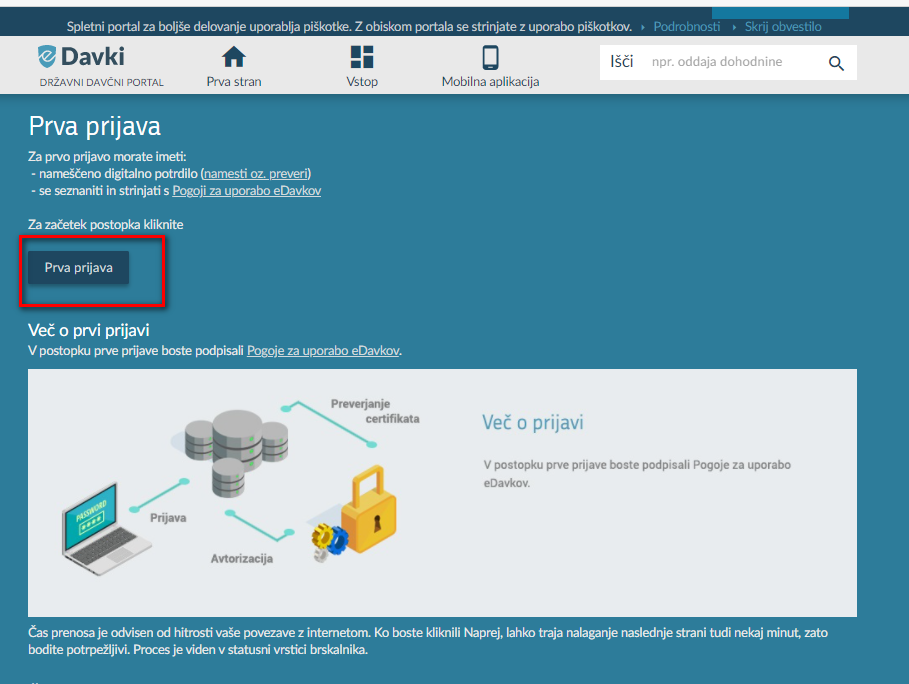 Spletni portal za boljše delovanje uporablja piškotke. Z obiskom portala se strinjate z uporabo piškotkov. › Podrobnosti › Skrij obvestilo
eDavki
DRŽAVNI DAVČNI PORTAL
Prva stran
Vstop
Mobilna aplikacija
Išči npr. oddaja dohodnine
Prva prijava
Za prvo prijavo morate imeti:
- nameščeno digitalno potrdilo (namesti oz. preveri)
- se seznaniti in strinjati s Pogoji za uporabo eDavkov
Za začetek postopka kliknite
Prva prijava
Več o prvi prijavi
V postopku prve prijave boste podpisali Pogoje za uporabo eDavkov.
Preverjanje
certifikata
PASSWORD
Prijava
Avtorizacija
Več o prijavi
V postopku prve prijave boste podpisali Pogoje za uporabo
eDavkov.
Čas prenosa je odvisen od hitrosti vaše povezave z internetom. Ko boste kliknili Naprej, lahko traja nalaganje naslednje strani tudi nekaj minut, zato
bodite potrpežljivi. Proces je viden v statusni vrstici brskalnika.